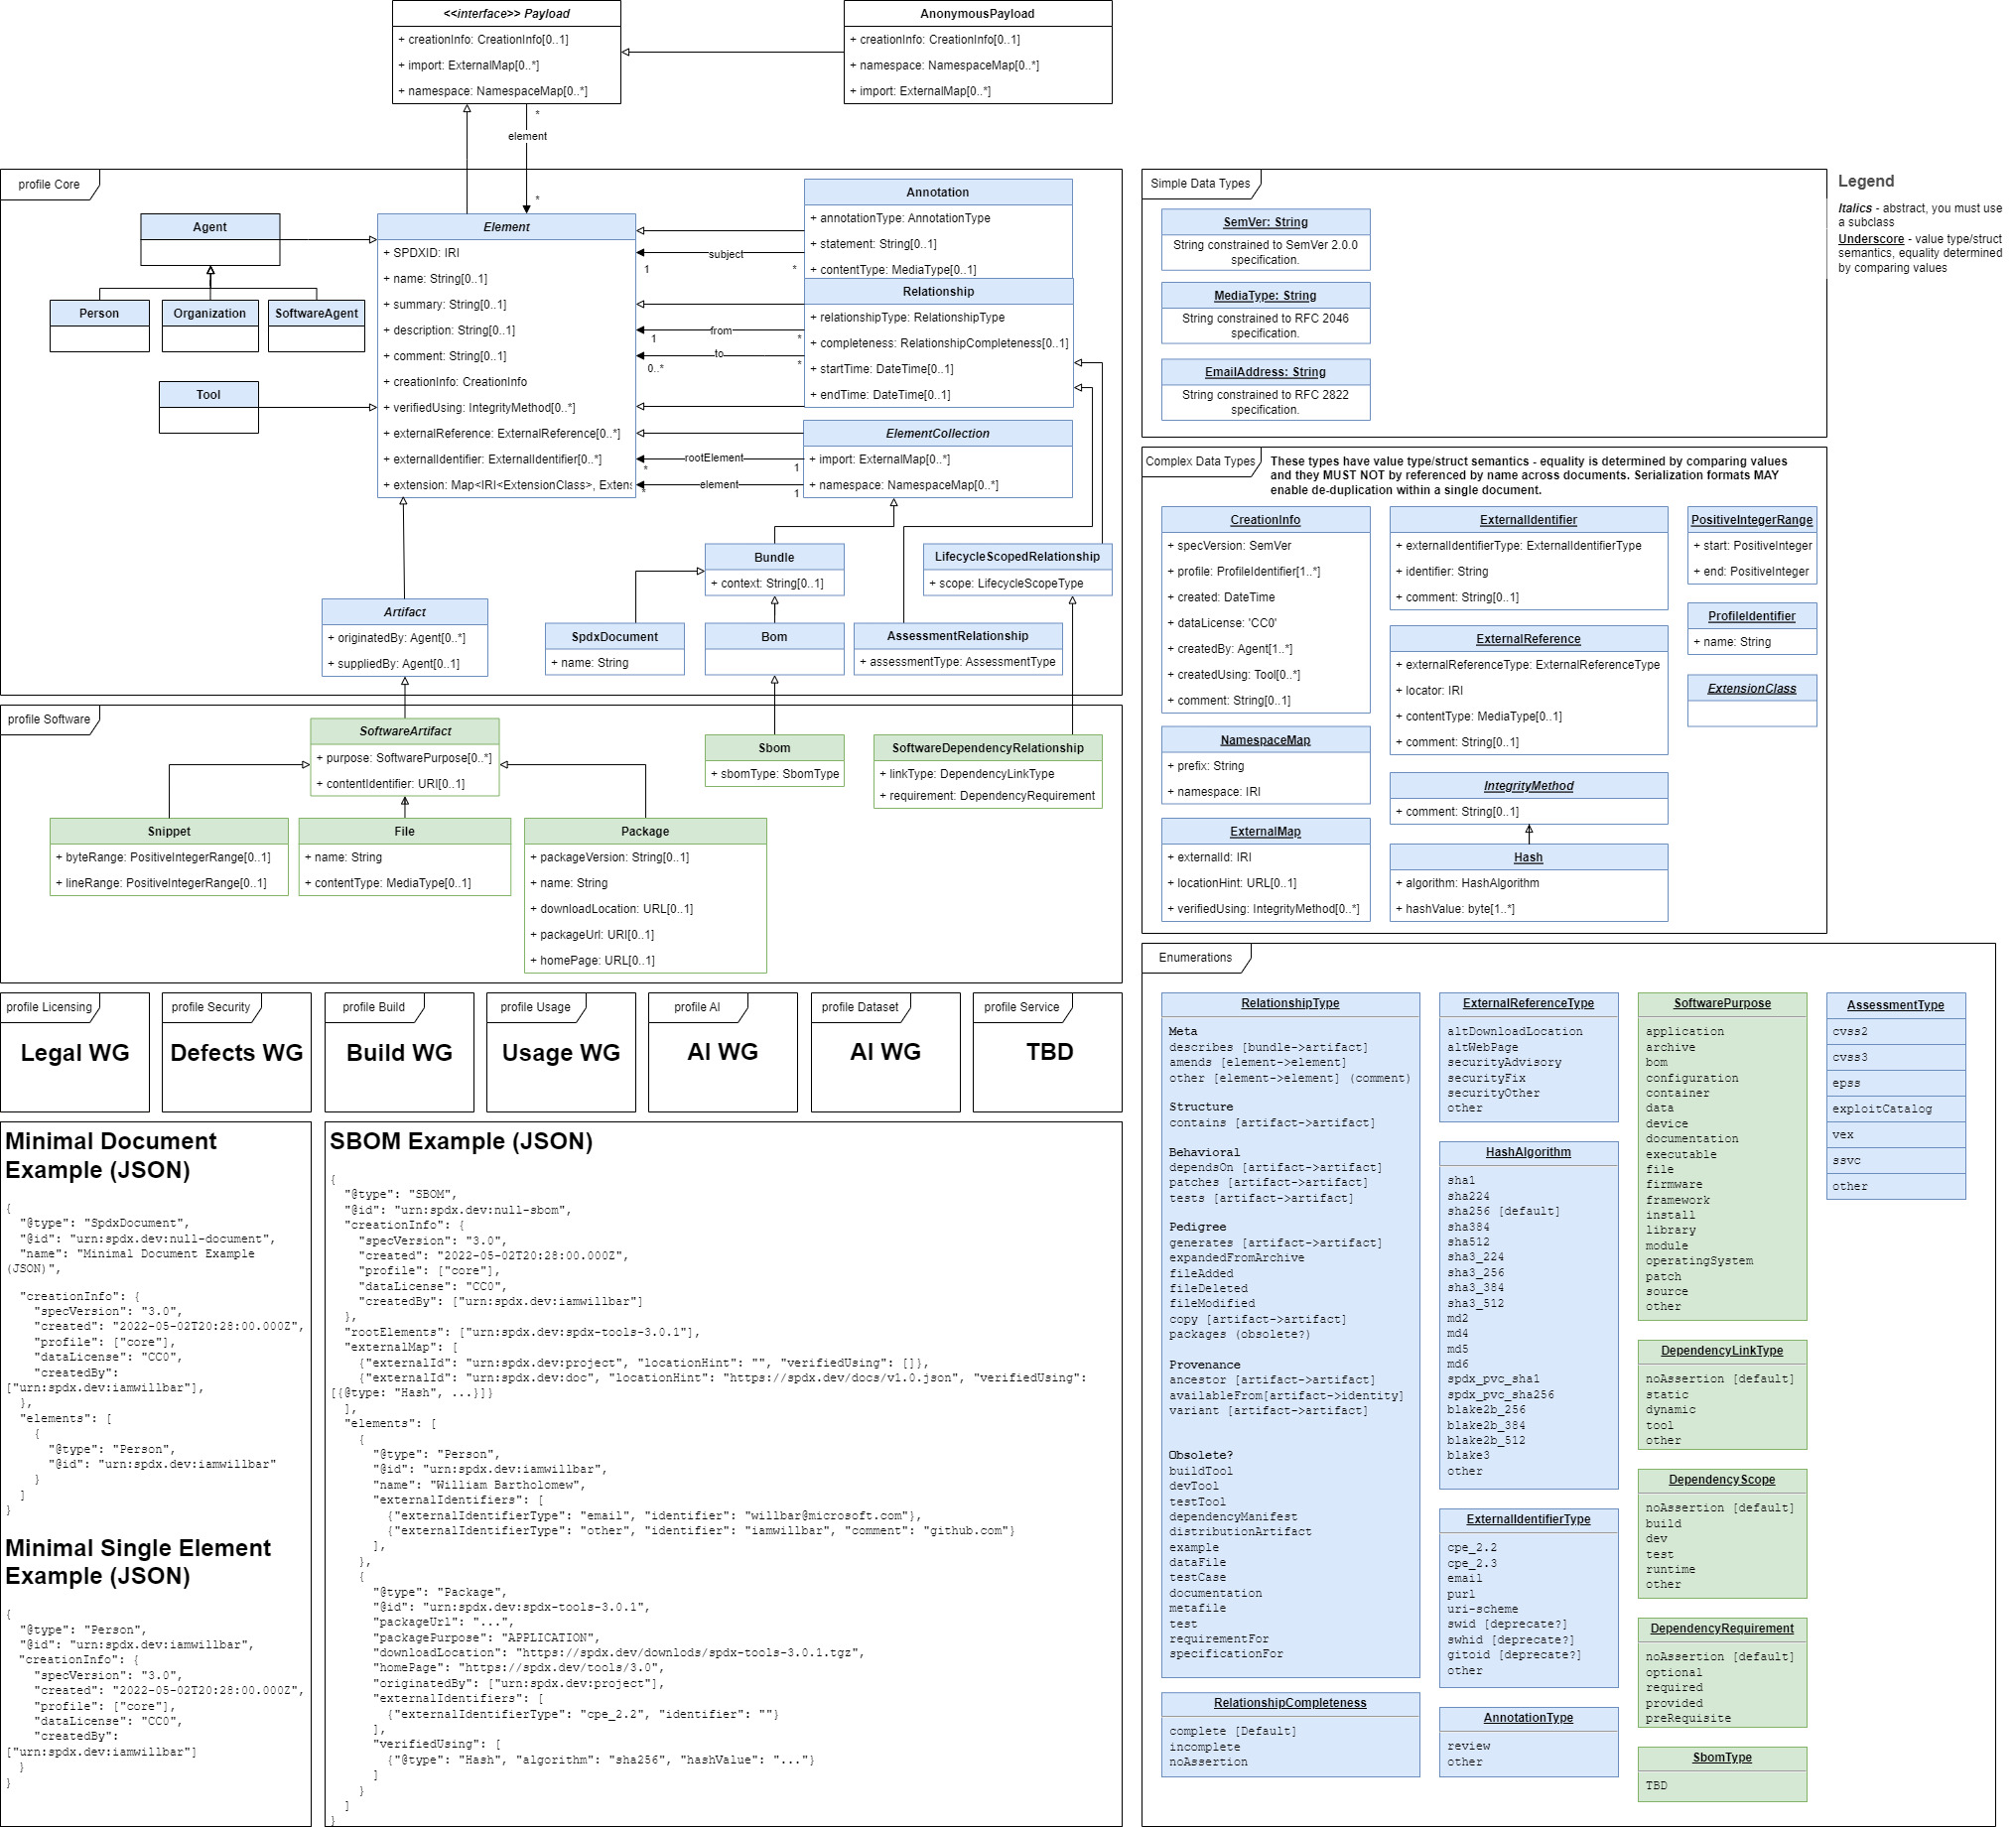 <<interface>> Payload
+ creationInfo: CreationInfo[0..1]
+ import: ExternalMap[0..*]
+ namespace: NamespaceMap[0..*]
AnonymousPayload
+ creationInfo: CreationInfo[0..1]
+ namespace: NamespaceMap[0..*]
+ import: ExternalMap[0..*]
*
element
*
profile Core
Agent
Person
Organization
SoftwareAgent
Tool
Element
+ SPDXID: IRI
+ name: String[0..1]
+ summary: String[0..1]
+ description: String[0..1]
+ comment: String[0..1]
+ creationInfo: CreationInfo
+ verifiedUsing: IntegrityMethod[0..*]
+ externalReference: ExternalReference[0..*]
+ externalIdentifier: ExternalIdentifier[0..*]
+ extension: Map<IRI<ExtensionClass>, Extens
subject
1
*
from
1
*
to
0..*
*
rootElement
*
1
element
*
1
Annotation
+ annotationType: AnnotationType
+ statement: String[0..1]
+ contentType: MediaType[0..1]
Relationship
+ relationshipType: RelationshipType
+ completeness: RelationshipCompleteness[0..1]
+ startTime: DateTime[0..1]
+ endTime: DateTime[0..1]
ElementCollection
+ import: ExternalMap[0..*]
+ namespace: NamespaceMap[0..*]
Bundle
+ context: String[0..1]
LifecycleScopedRelationship
+ scope: LifecycleScopeType
Artifact
+ originatedBy: Agent[0..*]
+ suppliedBy: Agent[0..1]
SpdxDocument
+ name: String
Bom
AssessmentRelationship
+ assessmentType: AssessmentType
profile Software
SoftwareArtifact
+ purpose: SoftwarePurpose[0..*]
+ contentIdentifier: URI[0..1]
Sbom
+ sbomType: SbomType
SoftwareDependencyRelationship
+ linkType: DependencyLinkType
+ requirement: DependencyRequirement
Snippet
+ byteRange: PositiveIntegerRange[0..1]
+ lineRange: PositiveIntegerRange[0..1]
File
+ name: String
+ contentType: MediaType[0..1]
Package
+ packageVersion: String[0..1]
+ name: String
+ downloadLocation: URL[0..1]
+ packageUrl: URI[0..1]
+ homePage: URL[0..1]
profile Licensing
Legal WG
profile Security
Defects WG
profile Build
Build WG
profile Usage
Usage WG
profile AI
AI WG
profile Dataset
AI WG
profile Service
TBD
Minimal Document
Example (JSON)
{
"@type": "SpdxDocument",
"@id": "urn:spdx.dev:null-document",
"name": "Minimal Document Example
(JSON)",
"creationInfo": {
"specVersion": "3.0",
"created": "2022-05-02T20:28:00.000Z",
"profile": ["core"],
"dataLicense": "CC0",
"createdBy":
["urn:spdx.dev:iamwillbar"],
},
"elements": [
{
"@type": "Person",
"@id": "urn:spdx.dev:iamwillbar"
}
]
}
Minimal Single Element
Example (JSON)
{
"@type": "Person",
"@id": "urn:spdx.dev:iamwillbar",
"creationInfo": {
"specVersion": "3.0",
"created": "2022-05-02T20:28:00.000Z",
"profile": ["core"],
"dataLicense": "CC0",
"createdBy":
["urn:spdx.dev:iamwillbar"]
}
}
SBOM Example (JSON)
{
"@type": "SBOM",
"@id": "urn:spdx.dev:null-sbom",
"creationInfo": {
"specVersion": "3.0",
"created": "2022-05-02T20:28:00.000Z",
"profile": ["core"],
"dataLicense": "CC0",
"createdBy": ["urn:spdx.dev:iamwillbar"]
},
"rootElements": ["urn:spdx.dev:spdx-tools-3.0.1"],
"externalMap": [
{"externalId": "urn:spdx.dev:project", "locationHint": "", "verifiedUsing": []},
{"externalId": "urn:spdx.dev:doc", "locationHint": "https://spdx.dev/docs/v1.0.json", "verifiedUsing":
[{@type: "Hash", ...}]}
],
"elements": [
{
"@type": "Person",
"@id": "urn:spdx.dev:iamwillbar",
"name": "William Bartholomew",
"externalIdentifiers": [
{"externalIdentifierType": "email", "identifier": "willbar@microsoft.com"},
{"externalIdentifierType": "other", "identifier": "iamwillbar", "comment": "github.com"}
],
},
{
"@type": "Package",
"@id": "urn:spdx.dev:spdx-tools-3.0.1",
"packageUrl": "...",
"packagePurpose": "APPLICATION",
"downloadLocation": "https://spdx.dev/downlods/spdx-tools-3.0.1.tgz",
"homePage": "https://spdx.dev/tools/3.0",
"originatedBy": ["urn:spdx.dev:project"],
"externalIdentifiers": [
{"externalIdentifierType": "cpe_2.2", "identifier": ""}
],
"verifiedUsing": [
{"@type": "Hash", "algorithm": "sha256", "hashValue": "..."}
]
}
]
}
Simple Data Types
SemVer: String
String constrained to SemVer 2.0.0
specification.
MediaType: String
String constrained to RFC 2046
specification.
EmailAddress: String
String constrained to RFC 2822
specification.
Legend
Italics - abstract, you must use
a subclass
Underscore - value type/struct
semantics, equality determined
by comparing values
Complex Data Types
These types have value type/struct semantics - equality is determined by comparing values
and they MUST NOT by referenced by name across documents. Serialization formats MAY
enable de-duplication within a single document.
CreationInfo
+ specVersion: SemVer
+ profile: ProfileIdentifier[1..*]
+ created: DateTime
+ dataLicense: 'CC0'
+ createdBy: Agent[1..*]
+ createdUsing: Tool[0..*]
+ comment: String[0..1]
NamespaceMap
+ prefix: String
+ namespace: IRI
ExternalMap
+ externalId: IRI
+ locationHint: URL[0..1]
+ verifiedUsing: IntegrityMethod[0..*]
ExternalIdentifier
+ externalIdentifierType: ExternalIdentifierType
+ identifier: String
+ comment: String[0..1]
ExternalReference
+ externalReferenceType: ExternalReferenceType
+ locator: IRI
+ contentType: MediaType[0..1]
+ comment: String[0..1]
IntegrityMethod
+ comment: String[0..1]
Hash
+ algorithm: HashAlgorithm
+ hashValue: byte[1..*]
PositiveIntegerRange
+ start: PositiveInteger
+ end: PositiveInteger
ProfileIdentifier
+ name: String
ExtensionClass
Enumerations
RelationshipType
Meta
describes [bundle->artifact]
amends [element->element]
other [element->element] (comment)
Structure
contains [artifact->artifact]
Behavioral
dependsOn [artifact->artifact]
patches [artifact->artifact]
tests [artifact->artifact]
Pedigree
generates [artifact->artifact]
expandedFromArchive
fileAdded
fileDeleted
fileModified
copy [artifact->artifact]
packages (obsolete?)
Provenance
ancestor [artifact->artifact]
availableFrom[artifact->identity]
variant [artifact->artifact]
Obsolete?
buildTool
devTool
testTool
dependencyManifest
distributionArtifact
example
dataFile
testCase
documentation
metafile
test
requirementFor
specificationFor
RelationshipCompleteness
complete [Default]
incomplete
noAssertion
ExternalReferenceType
altDownloadLocation
altWebPage
securityAdvisory
securityFix
securityOther
other
HashAlgorithm
sha1
sha224
sha256 [default]
sha384
sha512
sha3_224
sha3_256
sha3_384
sha3_512
md2
md4
md5
md6
spdx_pvc_sha1
spdx_pvc_sha256
blake2b_256
blake2b_384
blake2b_512
blake3
other
ExternalIdentifierType
cpe_2.2
cpe_2.3
email
purl
uri-scheme
swid [deprecate?]
swhid [deprecate?]
gitoid [deprecate?]
other
AnnotationType
review
other
SoftwarePurpose
application
archive
bom
configuration
container
data
device
documentation
executable
file
firmware
framework
install
library
module
operatingSystem
patch
source
other
DependencyLinkType
noAssertion [default]
static
dynamic
tool
other
DependencyScope
noAssertion [default]
build
dev
test
runtime
other
DependencyRequirement
noAssertion [default]
optional
required
provided
preRequisite
SbomType
TBD
AssessmentType
cvss2
cvss3
epss
exploitCatalog
vex
ssvc
other